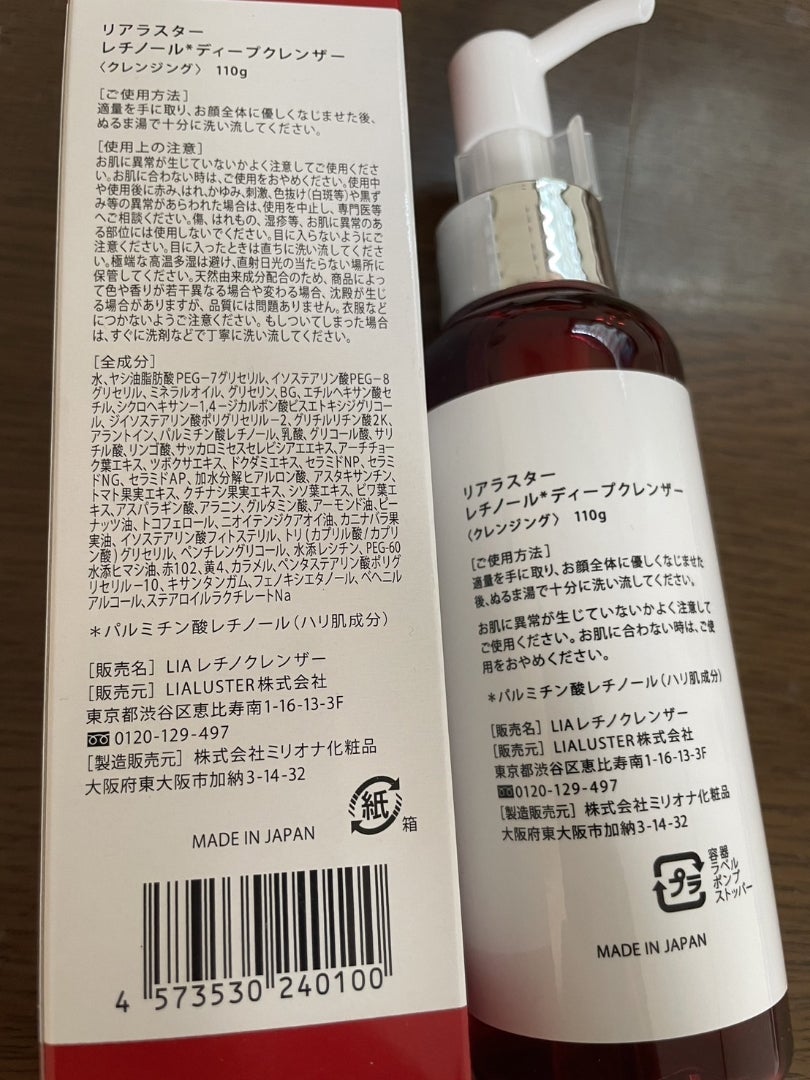 リアラスター
レチノール*ディープクレンザー
〈クレンジング〉 110g
[ご使用方法]
適量を手に取り、お顔全体に優しくなじませた後、
ぬるま湯で十分に洗い流してください。
[使用上の注意]
お肌に異常が生じていないかよく注意してご使用くださ
い。お肌に合わない時は、ご使用をおやめください。使用中
や使用後に赤み、はれ、かゆみ、刺激、色抜け(白斑等)や黒ず
み等の異常があらわれた場合は、使用を中止し、専門医等
へご相談ください。傷、はれもの、湿疹等、お肌に異常のあ
る部位には使用しないでください。目に入らないようにご
注意ください。目に入ったときは直ちに洗い流してくださ
い。極端な高温多湿は避け、直射日光の当たらない場所に
保管してください。天然由来成分配合のため、商品によっ
て色や香りが若干異なる場合や変わる場合、沈殿が生じ
る場合がありますが、品質には問題ありません。衣服など
につかないようご注意ください。もしついてしまった場合
は、すぐに洗剤などで丁寧に洗い流してください。
[全成分]
水、ヤシ油脂肪酸PEG-7グリセリル、イソステアリン酸PEG-8
グリセリル、ミネラルオイル、グリセリン、BG、エチルヘキサン酸セ
チル、シクロヘキサン-1,4-ジカルボン酸ビスエトキシジグリコー
ル、ジイソステアリン酸ポリグリセリル-2、グリチルリチン酸2K、
アラントイン、パルミチン酸レチノール、乳酸、グリコール酸、サリ
チル酸、リンゴ酸、サッカロミセスセレビシアエエキス、アーチチョー
ク葉エキス、ツボクサエキス、ドクダミエキス、セラミドNP、セラミ
ドNG、セラミドAP、加水分解ヒアルロン酸、アスタキサンチン、
トマト果実エキス、クチナシ果実エキス、シソ葉エキス、ビワ葉エ
キス、アスパラギン酸、アラニン、グルタミン酸、アーモンド油、ピー
ナッツ油、トコフェロール、ニオイテンジクアオイ油、カニナバラ果
実油、イソステアリン酸フィトステリル、トリ(カプリル酸/カプリ
ン酸)グリセリル、ペンチレングリコール、水添レシチン、PEG-60
水添ヒマシ油、赤102、黄4、カラメル、ペンタステアリン酸ポリグ
リセリル-10、キサンタンガム、フェノキシエタノール、ベヘニル
アルコール、ステアロイルラクチレートNa
*パルミチン酸レチノール(ハリ肌成分)
[販売名] LIAレチノクレンザー
[販売元] LIALUSTER株式会社
東京都渋谷区恵比寿南1-16-13-3F
0120-129-497
[製造販売元] 株式会社ミリオナ化粧品
大阪府東大阪市加納3-14-32
紙
箱
MADE IN JAPAN
4 573530 240100
リアラスター
レチノール*ディープクレンザー
〈クレンジング〉 110g
[ご使用方法]
適量を手に取り、お顔全体に優しくなじませた
後、ぬるま湯で十分に洗い流してください。
お肌に異常が生じていないかよく注意して
ご使用ください。お肌に合わない時は、ご使
用をおやめください。
*パルミチン酸レチノール(ハリ肌成分)
[販売名] LIAレチノクレンザー
[販売元] LIALUSTER株式会社
東京都渋谷区恵比寿南1-16-13-3F
0120-129-497
[製造販売元] 株式会社ミリオナ化粧品
大阪府東大阪市加納3-14-32
プラ
容器
ラベル
ポンプ
ストッパー
MADE IN JAPAN